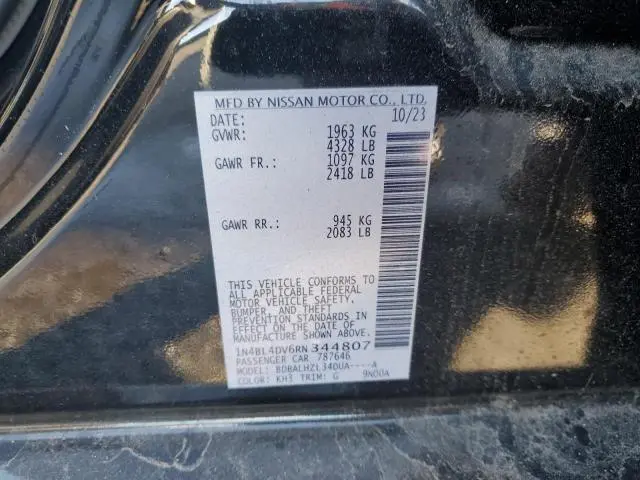 MFD BY NISSAN MOTOR CO., LTD.
DATE: 10/23
GVWR: 1963 KG
4328 LB
GAWR FR.: 1097 KG
2418 LB
GAWR RR.: 945 KG
2083 LB
THIS VEHICLE CONFORMS TO
ALL APPLICABLE FEDERAL
MOTOR VEHICLE SAFETY,
BUMPER, AND THEFT
PREVENTION STANDARDS IN
EFFECT ON THE DATE OF
MANUFACTURE SHOWN ABOVE.
1N4BL4DV6RN344807
PASSENGER CAR 787646
MODEL: BDBALHZL34DUA----A
COLOR: KH3 TRIM: G 9N00A